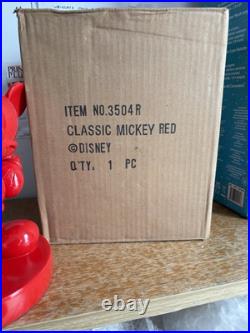 ITEM NO.3504R
CLASSIC MICKEY RED
©DISNEY
Q'TY. 1 PC